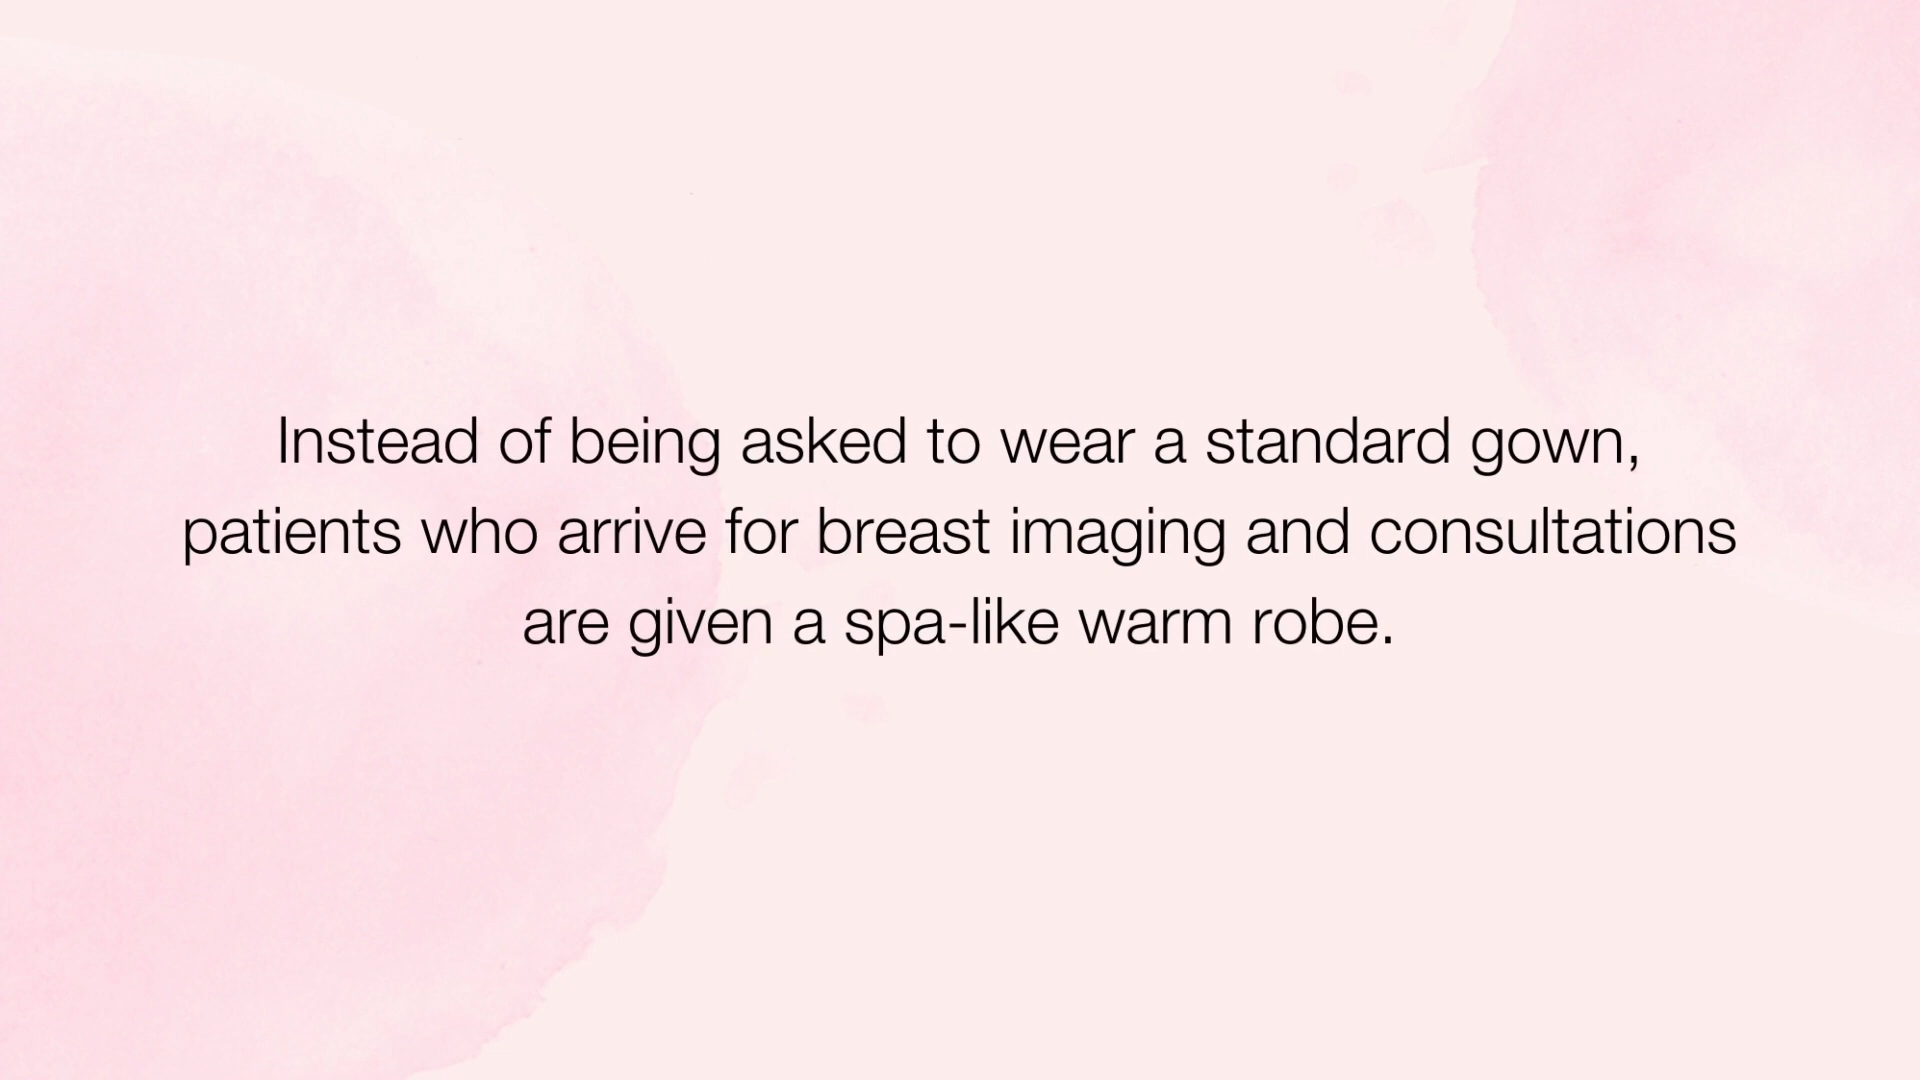 Instead of being asked to wear a standard gown,
patients who arrive for breast imaging and consultations
are given a spa-like warm robe.